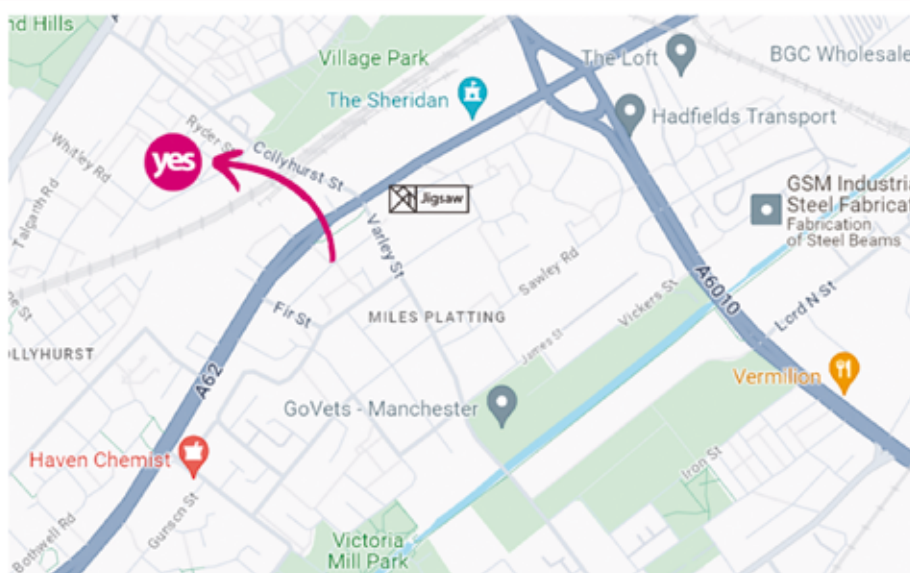 nd Hills
Village Park
The Loft
BGC Wholesale
The Sheridan
Hadfields Transport
Ryder St
Whitley Rd
yes
Collyhurst St
Jigsaw
GSM Industria
Steel Fabricat
Fabrication
of Steel Beams
Talgarth Rd
Varley St
Sawley Rd
A6010
Vickers St
Lord N St
ne St
Fir St
MILES PLATTING
OLLYHURST
James St
A62
Vermilion
GoVets - Manchester
Haven Chemist
Iron St
Gunson St
Bothwell Rd
Victoria
Mill Park